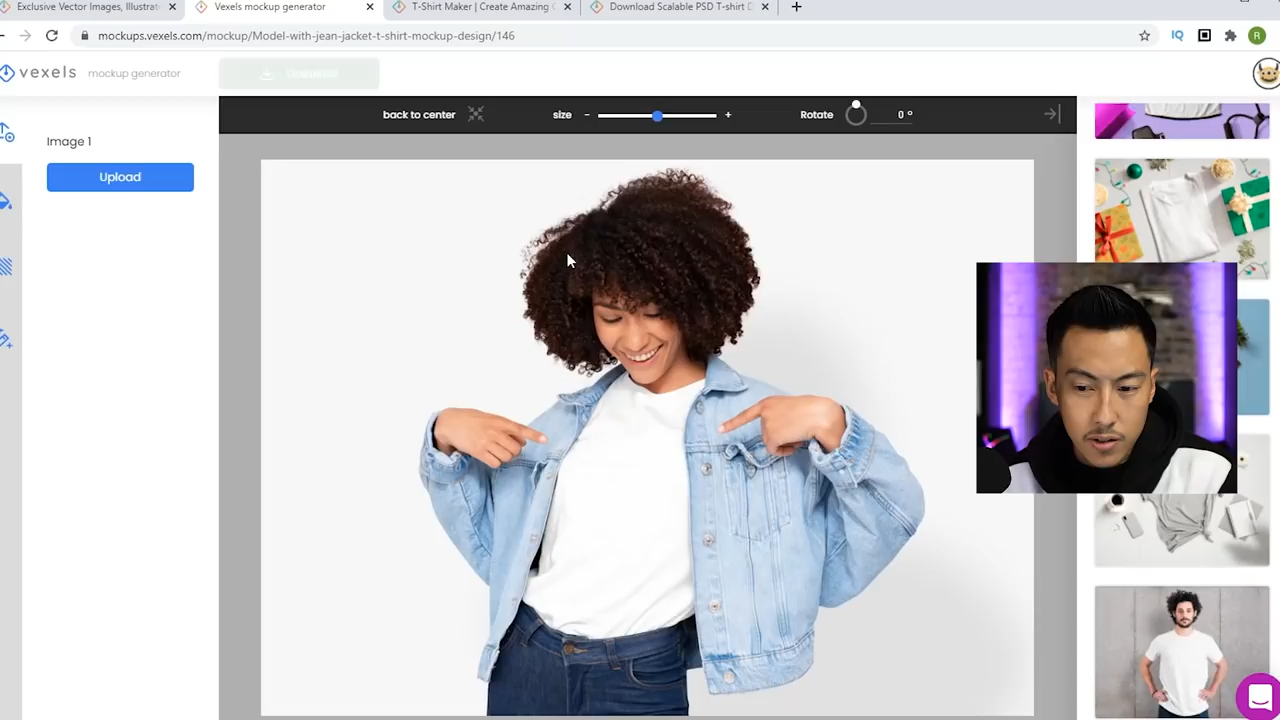 Exclusive Vector Images, Illustrat
Vexels mockup generator
T-Shirt Maker | Create Amazing
Download Scalable PSD T-shirt D
mockups.vexels.com/mockup/Model-with-jean-jacket-t-shirt-mockup-design/146
IQ
R
vexels
mockup generator
Download
back to center
size
Rotate
0 º
Image 1
Upload